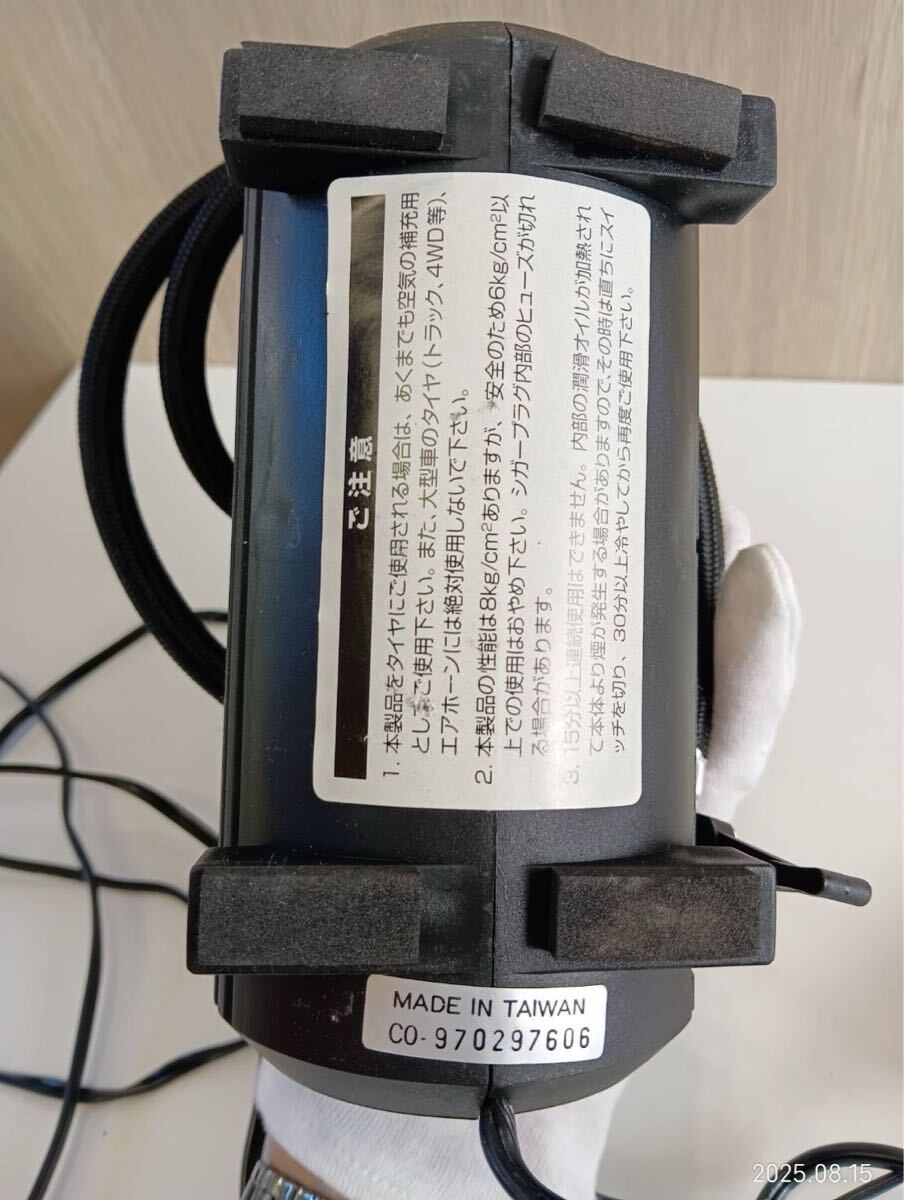 ご注意
1. 本製品をタイヤにご使用される場合は、あくまでも空気の補充用
としてご使用下さい。また、大型車のタイヤ(トラック、4WD等)、
エアホーンには絶対使用しないで下さい。
2. 本製品の性能は8kg/cm²ありますが、安全のため6kg/cm²以
上での使用はおやめ下さい。シガープラグ内部のヒューズが切れ
る場合があります。
3. 15分以上連続使用はできません。内部の潤滑オイルが加熱され
て本体より煙が発生する場合がありますので、その時は直ちにスイ
ッチを切り、30分以上冷やしてから再度ご使用下さい。
MADE IN TAIWAN
CO-970297606
2025.08.15